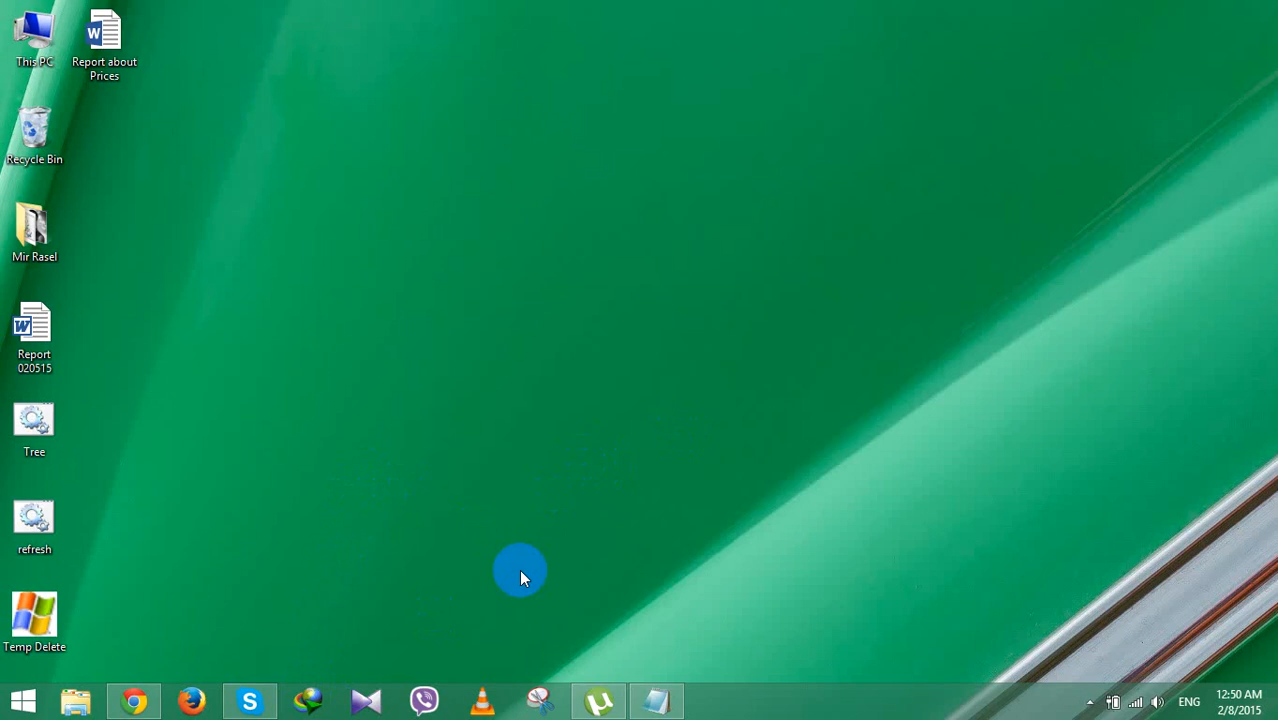 This PC
Report about
Prices
Recycle Bin
Mir Rasel
Report
020515
Tree
refresh
Temp Delete
ENG
12:50 AM
2/8/2015